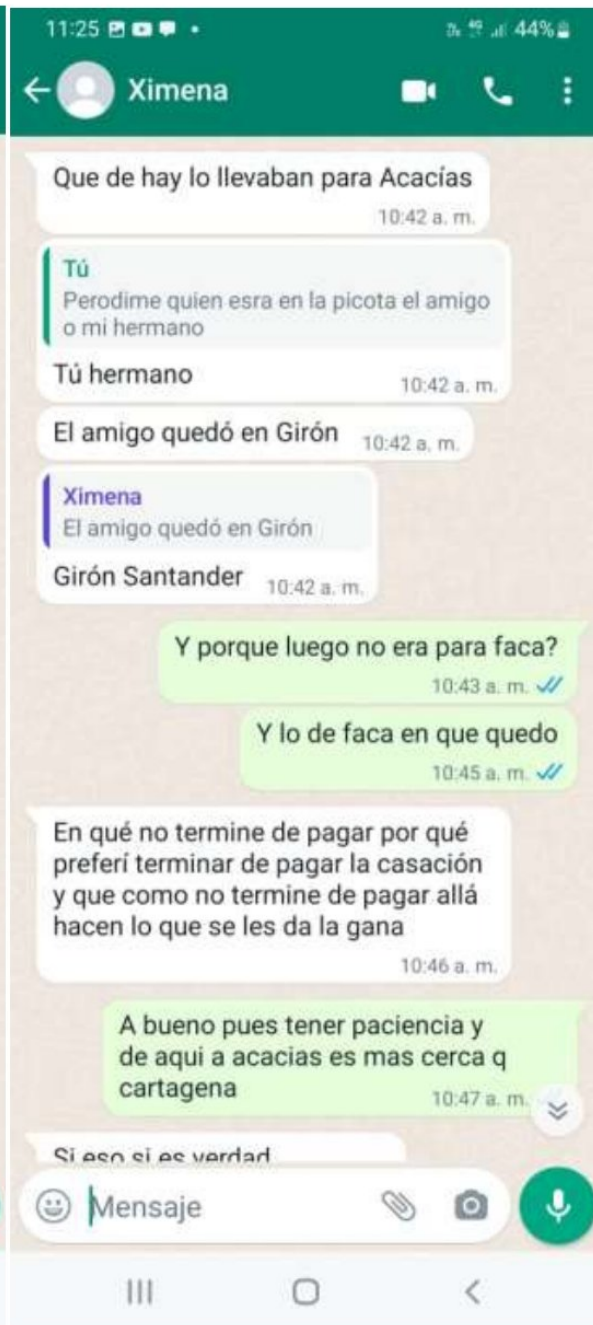 11:25
44%
Ximena
Que de hay lo llevaban para Acacías
10:42 a. m.
Tú
Perodime quien esra en la picota el amigo
o mi hermano
Tú hermano
10:42 a. m.
El amigo quedó en Girón
10:42 a. m.
Ximena
El amigo quedó en Girón
Girón Santander
10:42 a. m.
Y porque luego no era para faca?
10:43 a. m.
Y lo de faca en que quedo
10:45 a. m.
En qué no termine de pagar por qué
preferí terminar de pagar la casación
y que como no termine de pagar allá
hacen lo que se les da la gana
10:46 a. m.
A bueno pues tener paciencia y
de aqui a acacias es mas cerca q
cartagena
10:47 a. m.
Si eso si es verdad
Mensaje